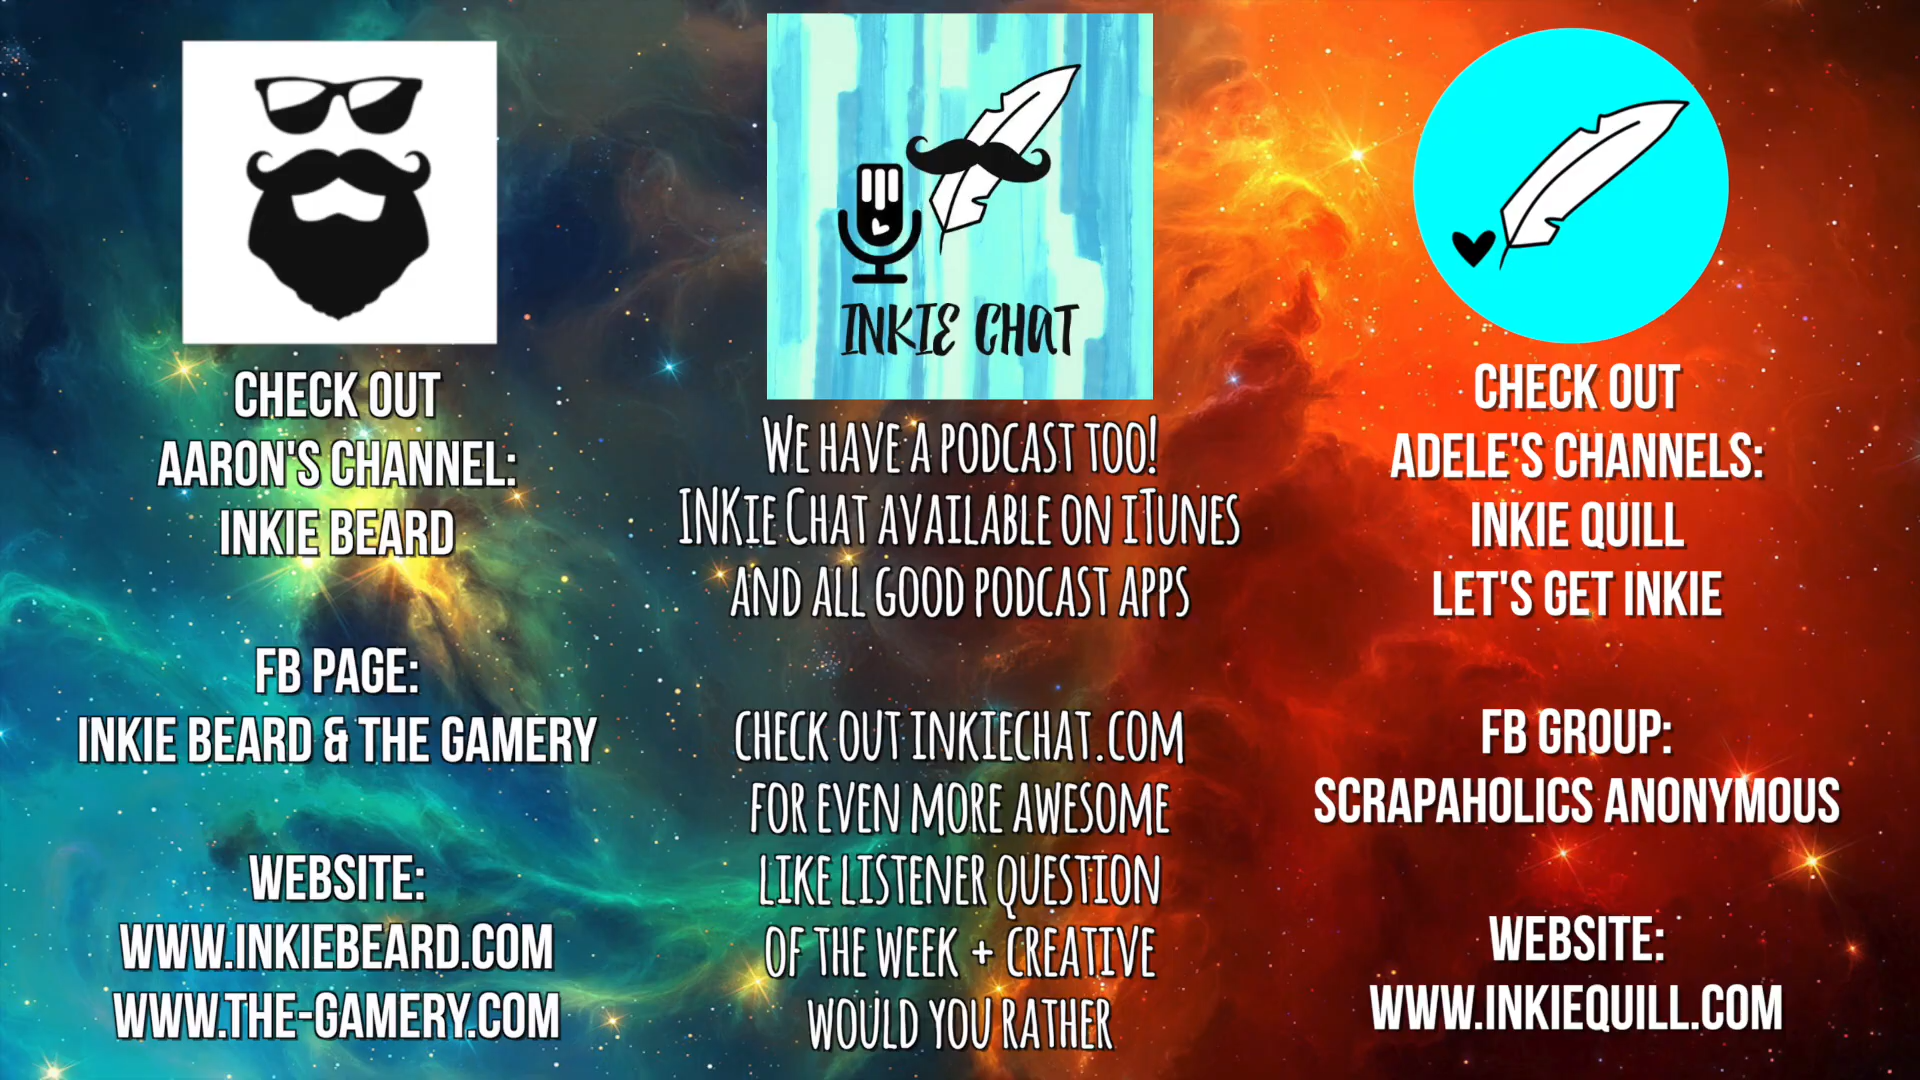 CHECK OUT
AARON'S CHANNEL:
INKIE BEARD
FB PAGE:
INKIE BEARD & THE GAMERY
WEBSITE:
WWW.INKIEBEARD.COM
WWW.THE-GAMERY.COM
INKIE CHAT
WE HAVE A PODCAST TOO!
INKIE CHAT AVAILABLE ON ITUNES
AND ALL GOOD PODCAST APPS
CHECK OUT INKIECHAT.COM
FOR EVEN MORE AWESOME
LIKE LISTENER QUESTION
OF THE WEEK + CREATIVE
WOULD YOU RATHER
CHECK OUT
ADELE'S CHANNELS:
INKIE QUILL
LET'S GET INKIE
FB GROUP:
SCRAPAHOLICS ANONYMOUS
WEBSITE:
WWW.INKIEQUILL.COM